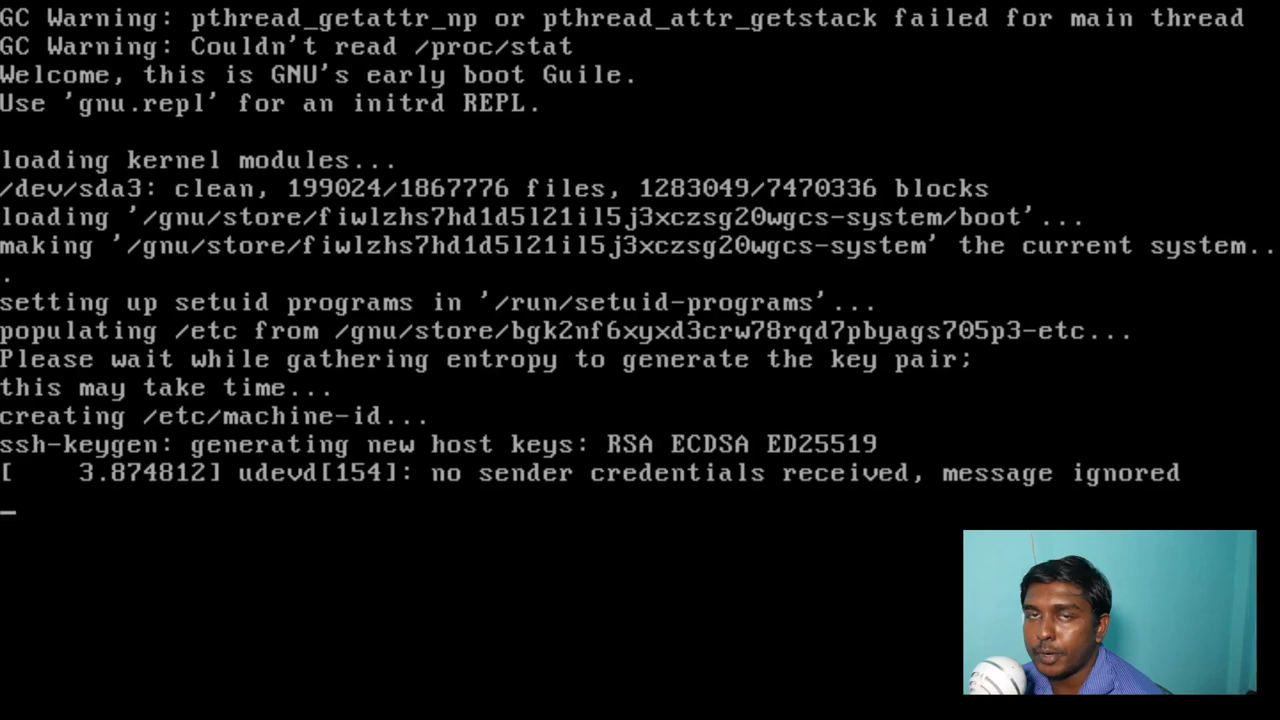 GC Warning: pthread_getattr_np or pthread_attr_getstack failed for main thread
GC Warning: Couldn't read /proc/stat
Welcome, this is GNU's early boot Guile.
Use 'gnu.repl' for an initrd REPL.
loading kernel modules...
/dev/sda3: clean, 199024/1867776 files, 1283049/7470336 blocks
loading '/gnu/store/fiwlzhs7hd1d5l21il5j3xczsg20wgcs-system/boot'...
making '/gnu/store/fiwlzhs7hd1d5l21il5j3xczsg20wgcs-system' the current system..
.
setting up setuid programs in '/run/setuid-programs'...
populating /etc from /gnu/store/bgk2nf6xyxd3crw78rqd7pbyags705p3-etc...
Please wait while gathering entropy to generate the key pair;
this may take time...
creating /etc/machine-id...
ssh-keygen: generating new host keys: RSA ECDSA ED25519
[    3.874812] udevd[154]: no sender credentials received, message ignored